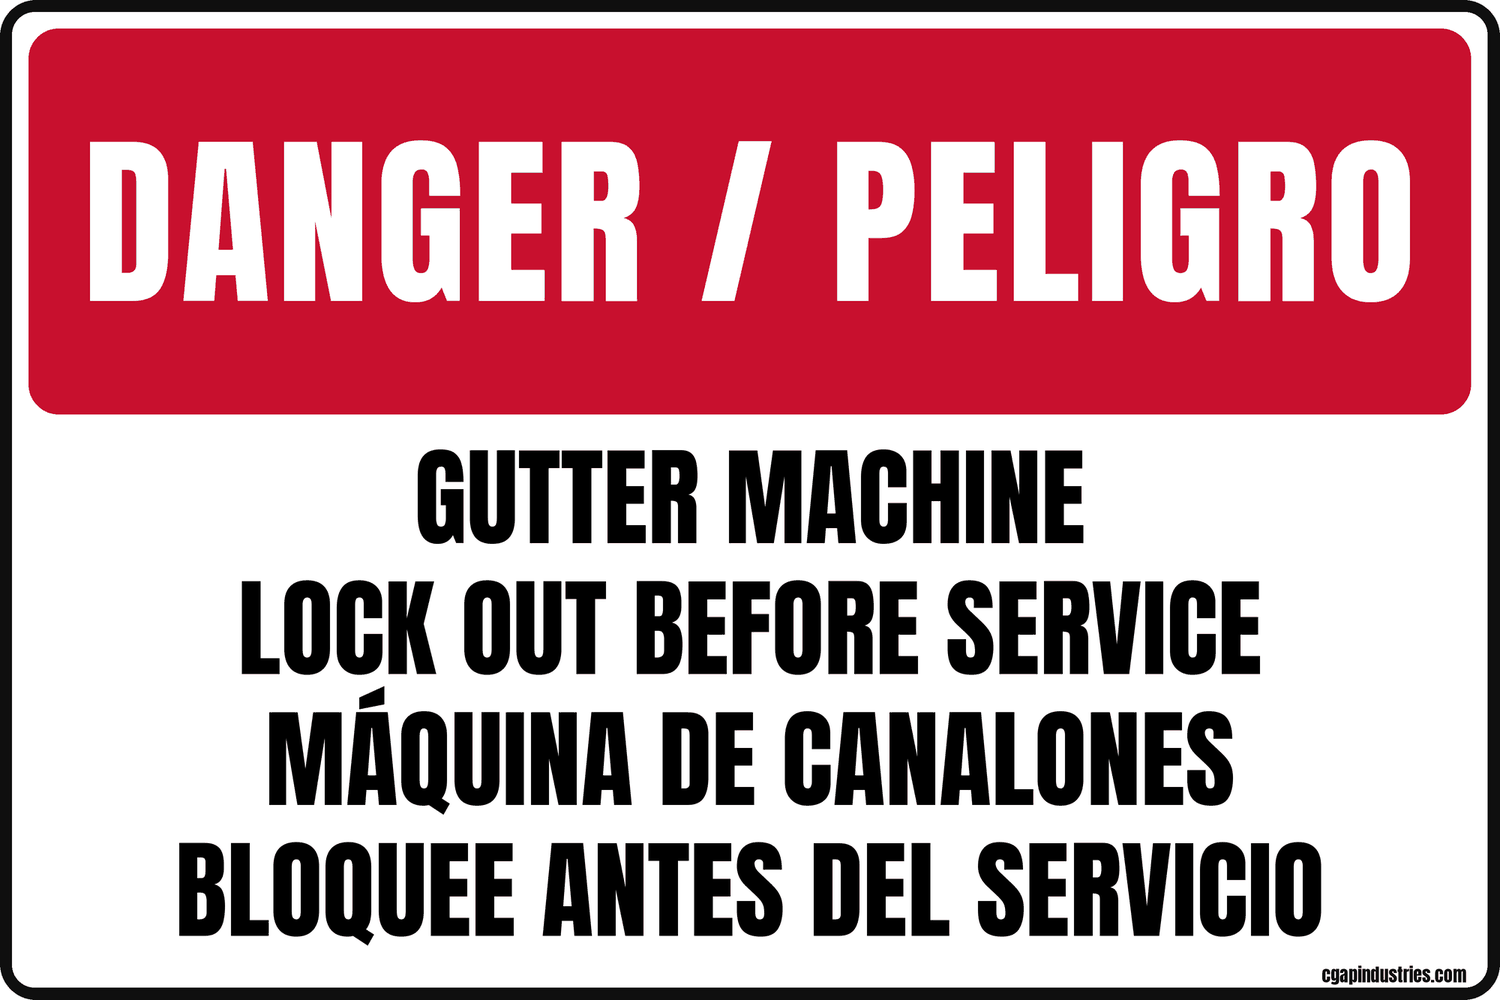 DANGER / PELIGRO
GUTTER MACHINE
LOCK OUT BEFORE SERVICE
MÁQUINA DE CANALONES
BLOQUEE ANTES DEL SERVICIO
cgapindustries.com